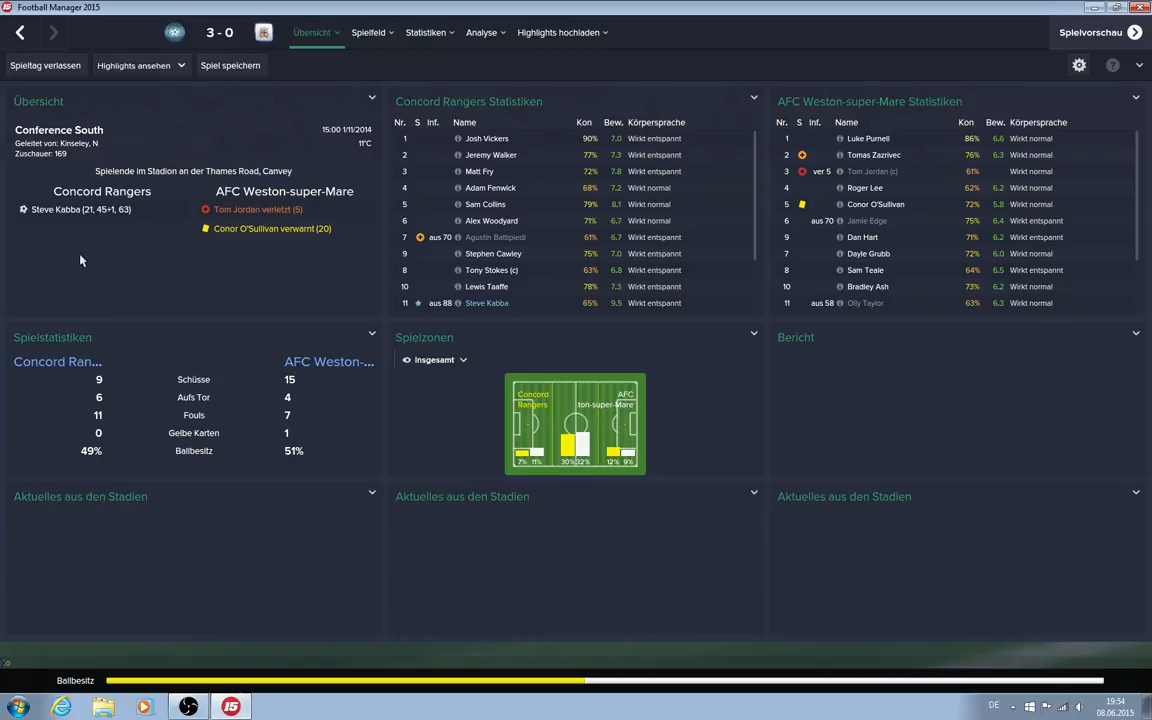 Football Manager 2015
3 - 0
Übersicht
Spielfeld
Statistiken
Analyse
Highlights hochladen
Spielvorschau
Spieltag verlassen
Highlights ansehen
Spiel speichern
Übersicht
Conference South
15:00 1/11/2014
Geleitet von: Kinseley, N
11°C
Zuschauer: 169
Spielende im Stadion an der Thames Road, Canvey
Concord Rangers
AFC Weston-super-Mare
Steve Kabba (21, 45+1, 63)
Tom Jordan verletzt (5)
Conor O'Sullivan verwarnt (20)
Concord Rangers Statistiken
Nr. S Inf. Name Kon Bew. Körpersprache
1 Josh Vickers 90% 7.0 Wirkt entspannt
2 Jeremy Walker 77% 7.3 Wirkt entspannt
3 Matt Fry 72% 7.8 Wirkt entspannt
4 Adam Fenwick 68% 7.2 Wirkt normal
5 Sam Collins 79% 8.1 Wirkt normal
6 Alex Woodyard 71% 6.7 Wirkt normal
7 aus 70 Agustín Battipiedi 61% 6.7 Wirkt entspannt
9 Stephen Cawley 75% 7.0 Wirkt entspannt
8 Tony Stokes (c) 63% 6.8 Wirkt entspannt
10 Lewis Taaffe 78% 7.3 Wirkt entspannt
11 aus 88 Steve Kabba 65% 9.5 Wirkt entspannt
AFC Weston-super-Mare Statistiken
Nr. S Inf. Name Kon Bew. Körpersprache
1 Luke Purnell 86% 6.6 Wirkt normal
2 Tomas Zazrivec 76% 6.3 Wirkt normal
3 ver 5 Tom Jordan (c) 61% Wirkt normal
4 Roger Lee 62% 6.2 Wirkt normal
5 Conor O'Sullivan 72% 5.8 Wirkt normal
6 aus 70 Jamie Edge 75% 6.4 Wirkt entspannt
9 Dan Hart 71% 6.2 Wirkt entspannt
7 Dayle Grubb 72% 6.0 Wirkt normal
8 Sam Teale 64% 6.5 Wirkt entspannt
10 Bradley Ash 73% 6.2 Wirkt normal
11 aus 58 Olly Taylor 63% 6.3 Wirkt normal
Spielstatistiken
Concord Ran...
AFC Weston-...
9 Schüsse 15
6 Aufs Tor 4
11 Fouls 7
0 Gelbe Karten 1
49% Ballbesitz 51%
Spielzonen
Insgesamt
Concord AFC
Rangers ton-super-Mare
7% 11% 30% 32% 12% 9%
Bericht
Aktuelles aus den Stadien
Aktuelles aus den Stadien
Aktuelles aus den Stadien
Ballbesitz
15
DE
19:54
08.06.2015